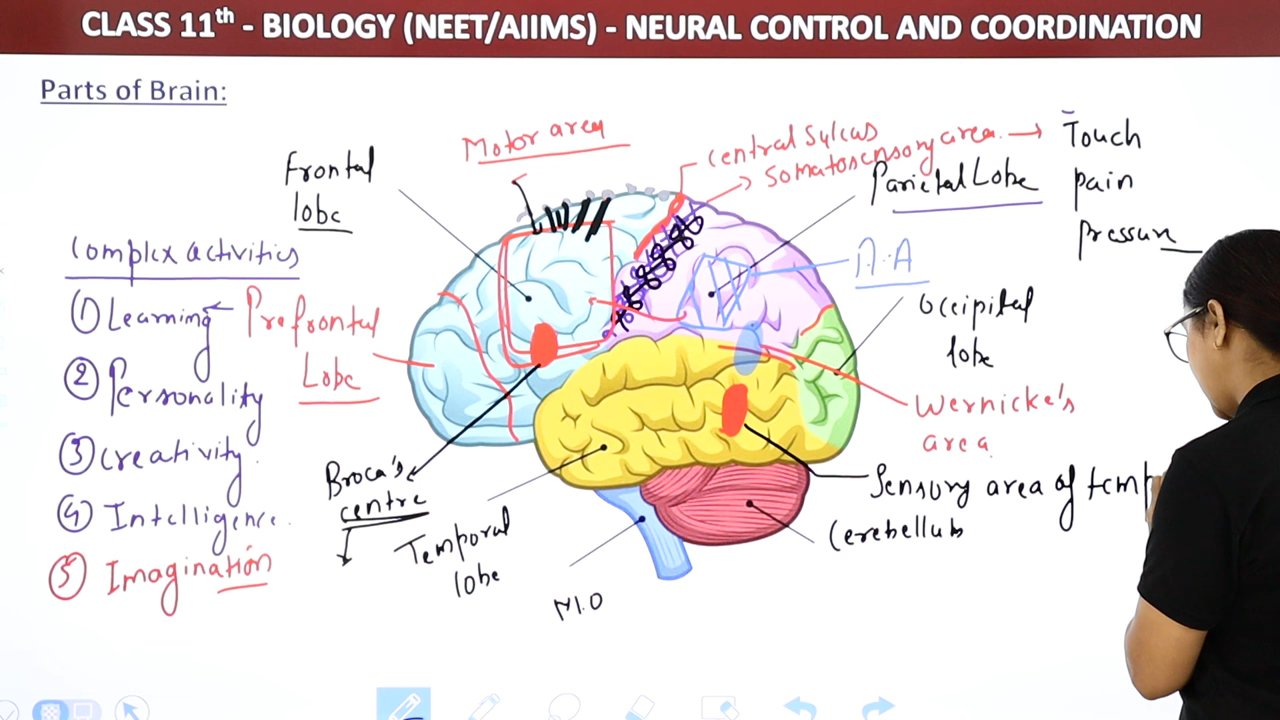 CLASS 11th - BIOLOGY (NEET/AIIMS) - NEURAL CONTROL AND COORDINATION
Parts of Brain:
Motor area
Central Sulcus
Somatosensory area → Touch
pain
pressure
Frontal
lobe
Parietal Lobe
Complex activities
① Learning
② Personality
③ creativity.
④ Intelligence.
⑤ Imagination
Prefrontal
Lobe
A.A
Occipital
lobe
Wernicke's
area
Broca's
centre
Temporal
lobe
Sensory area of temp
Cerebellum
M.O